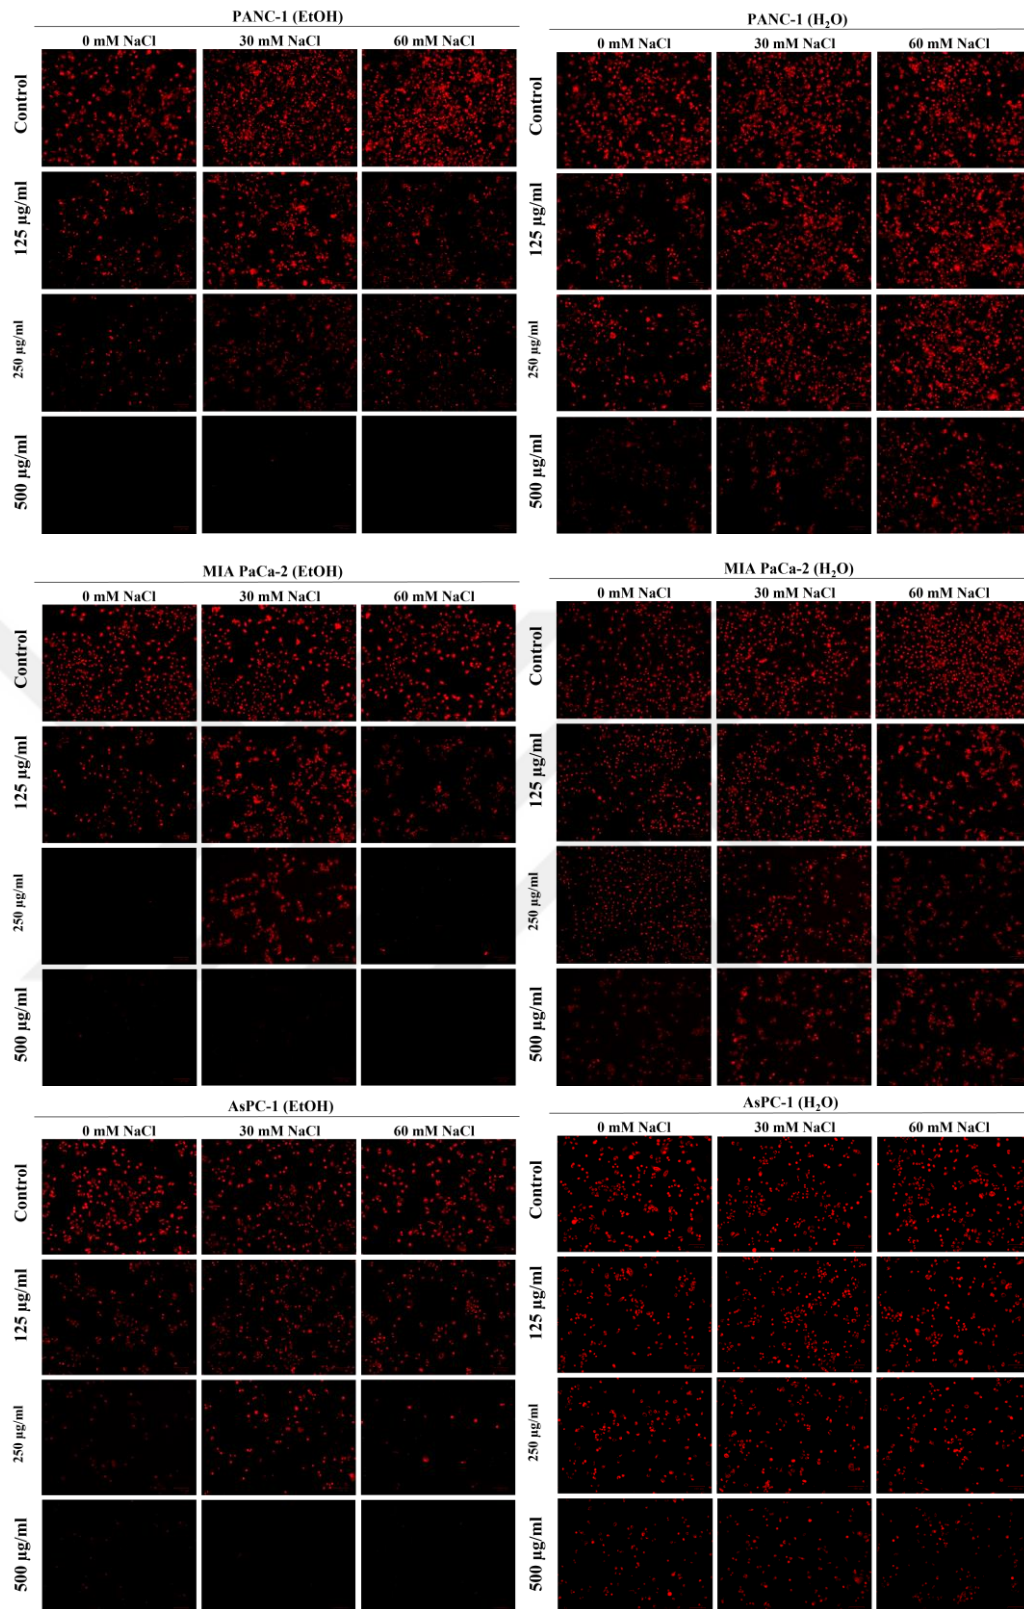 PANC-1 (EtOH)
0 mM NaCl 30 mM NaCl 60 mM NaCl
Control
125 µg/ml
250 µg/ml
500 µg/ml
PANC-1 (H₂O)
0 mM NaCl 30 mM NaCl 60 mM NaCl
Control
125 µg/ml
250 µg/ml
500 µg/ml
MIA PaCa-2 (EtOH)
0 mM NaCl 30 mM NaCl 60 mM NaCl
Control
125 µg/ml
250 µg/ml
500 µg/ml
MIA PaCa-2 (H₂O)
0 mM NaCl 30 mM NaCl 60 mM NaCl
Control
125 µg/ml
250 µg/ml
500 µg/ml
AsPC-1 (EtOH)
0 mM NaCl 30 mM NaCl 60 mM NaCl
Control
125 µg/ml
250 µg/ml
500 µg/ml
AsPC-1 (H₂O)
0 mM NaCl 30 mM NaCl 60 mM NaCl
Control
125 µg/ml
250 µg/ml
500 µg/ml